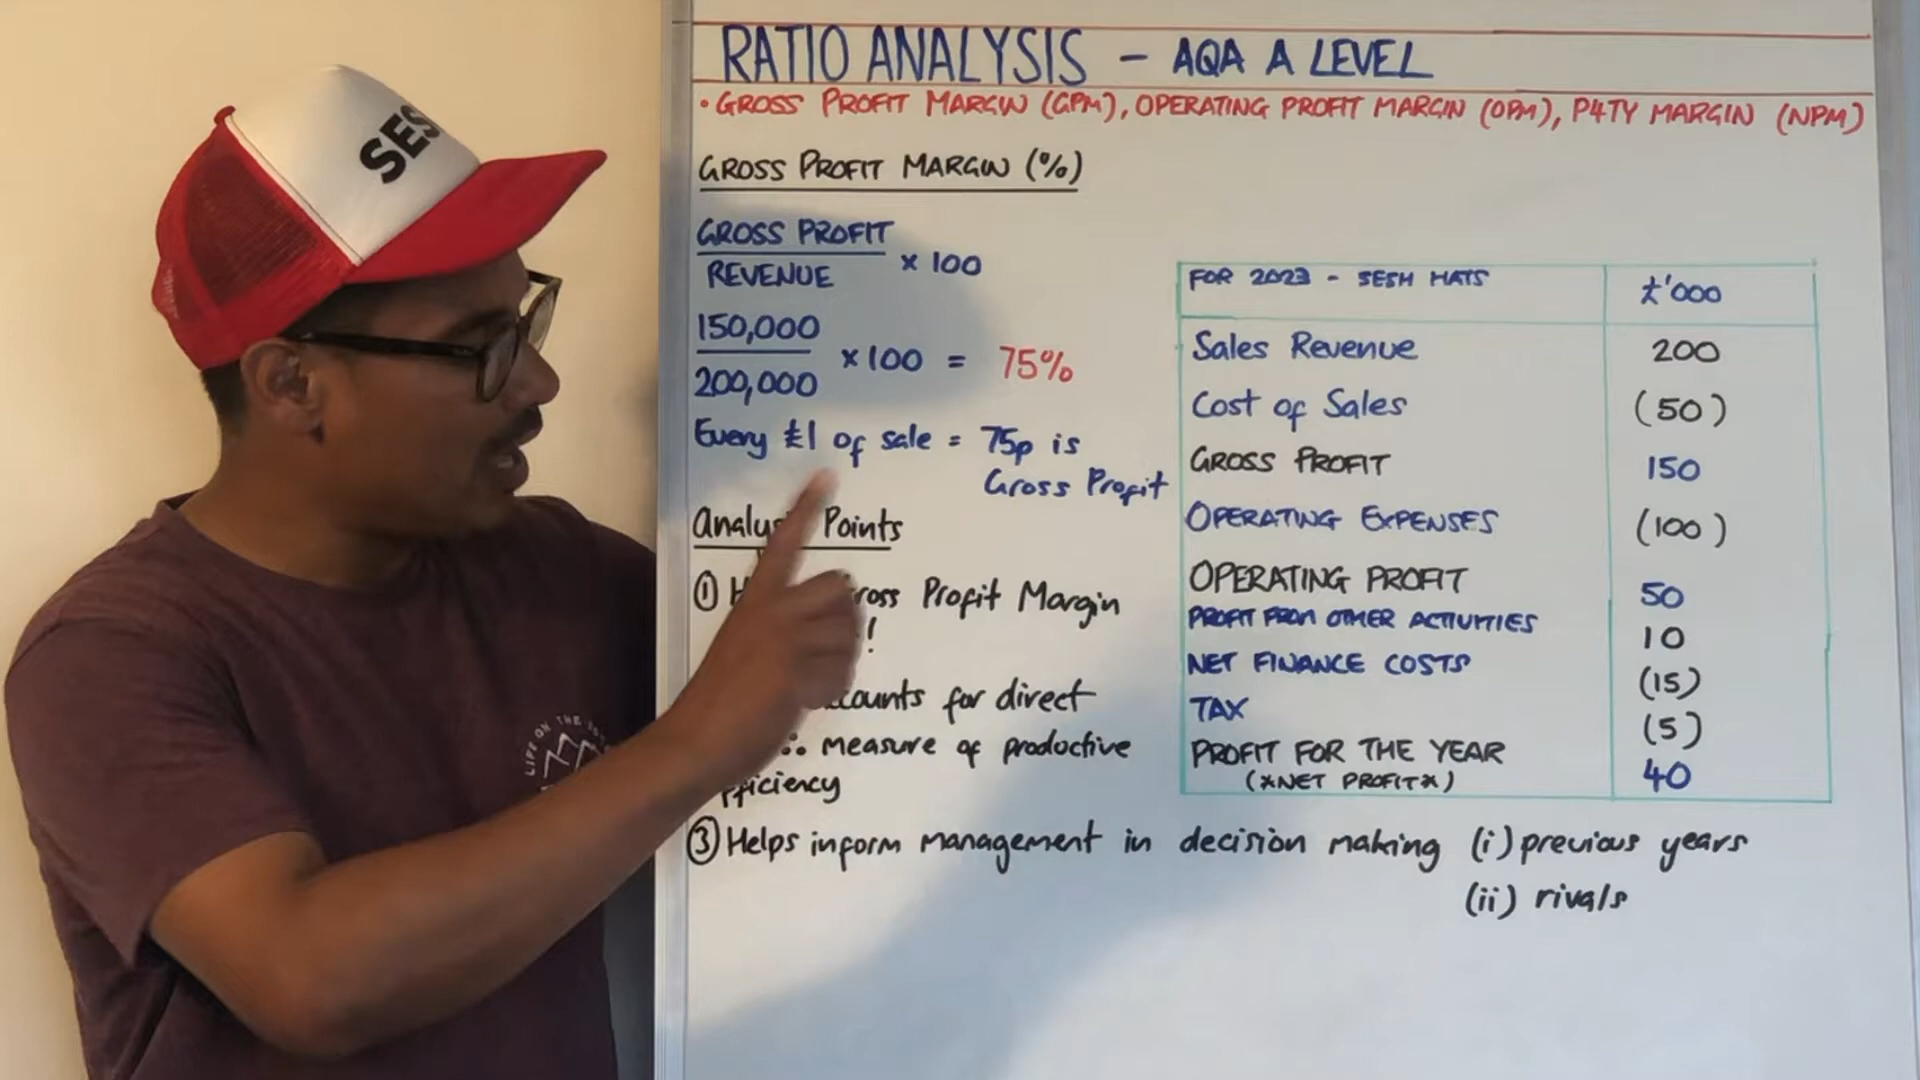 SES
LIFE ON THE
RATIO ANALYSIS - AQA A LEVEL
• GROSS PROFIT MARGIN (GPM), OPERATING PROFIT MARGIN (OPM), P4TY MARGIN (NPM)
GROSS PROFIT MARGIN (%)
GROSS PROFIT
REVENUE
× 100
150,000
200,000
× 100 = 75%
Every £1 of sale = 75p is
Gross Profit
Points
① Profit Margin
!
for direct
∴ measure of productive
③ Helps inform management in decision making (i) previous years
(ii) rivals
FOR 2023 - SESH HATS £'000
Sales Revenue 200
Cost of Sales (50)
GROSS PROFIT 150
OPERATING EXPENSES (100)
OPERATING PROFIT 50
PROFIT FROM OTHER ACTIVITIES 10
NET FINANCE COSTS (15)
TAX (5)
PROFIT FOR THE YEAR 40
(*NET PROFIT*)